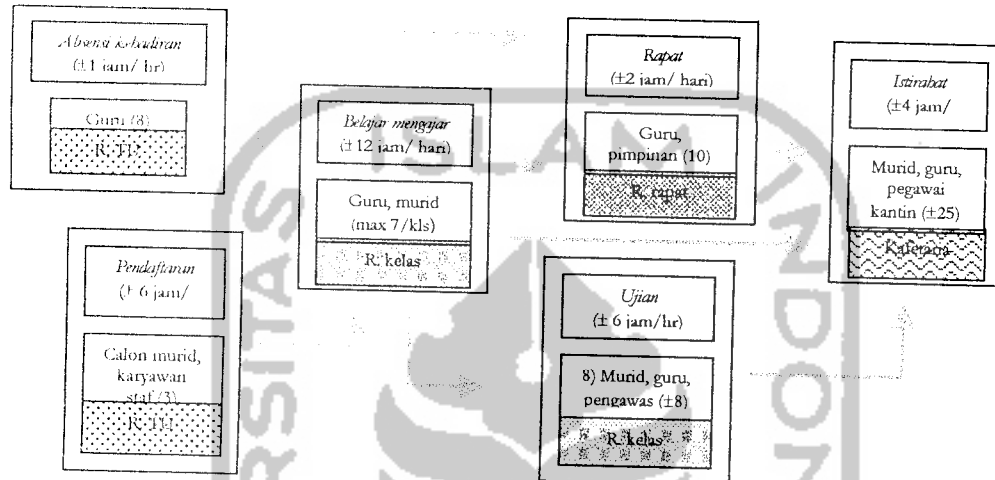 Absensi kehadiran
(±1 jam/ hr)
Guru (8)
R. TU
Pendaftaran
(± 6 jam/
Calon murid,
karyawan
staf (3)
R. TU
Belajar mengajar
(±12 jam/ hari)
Guru, murid
(max 7/kls)
R. kelas
Rapat
(±2 jam/ hari)
Guru,
pimpinan (10)
R. rapat
Ujian
(± 6 jam/hr)
8) Murid, guru,
pengawas (±8)
R. kelas
Istirahat
(±4 jam/
Murid, guru,
pegawai
kantin (±25)
Kafetaria
ISLAM